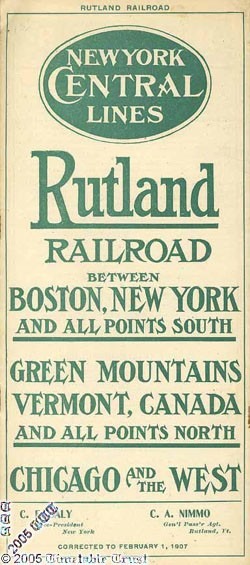 RUTLAND RAILROAD
NEW YORK
CENTRAL
LINES
Rutland
RAILROAD
BETWEEN
BOSTON, NEW YORK
AND ALL POINTS SOUTH
GREEN MOUNTAINS
VERMONT, CANADA
AND ALL POINTS NORTH
CHICAGO AND THE WEST
C. A. NIMMO
New York
Gen'l Pass'r Agt.
Rutland, Vt.
CORRECTED TO FEBRUARY 1, 1907
© 2005